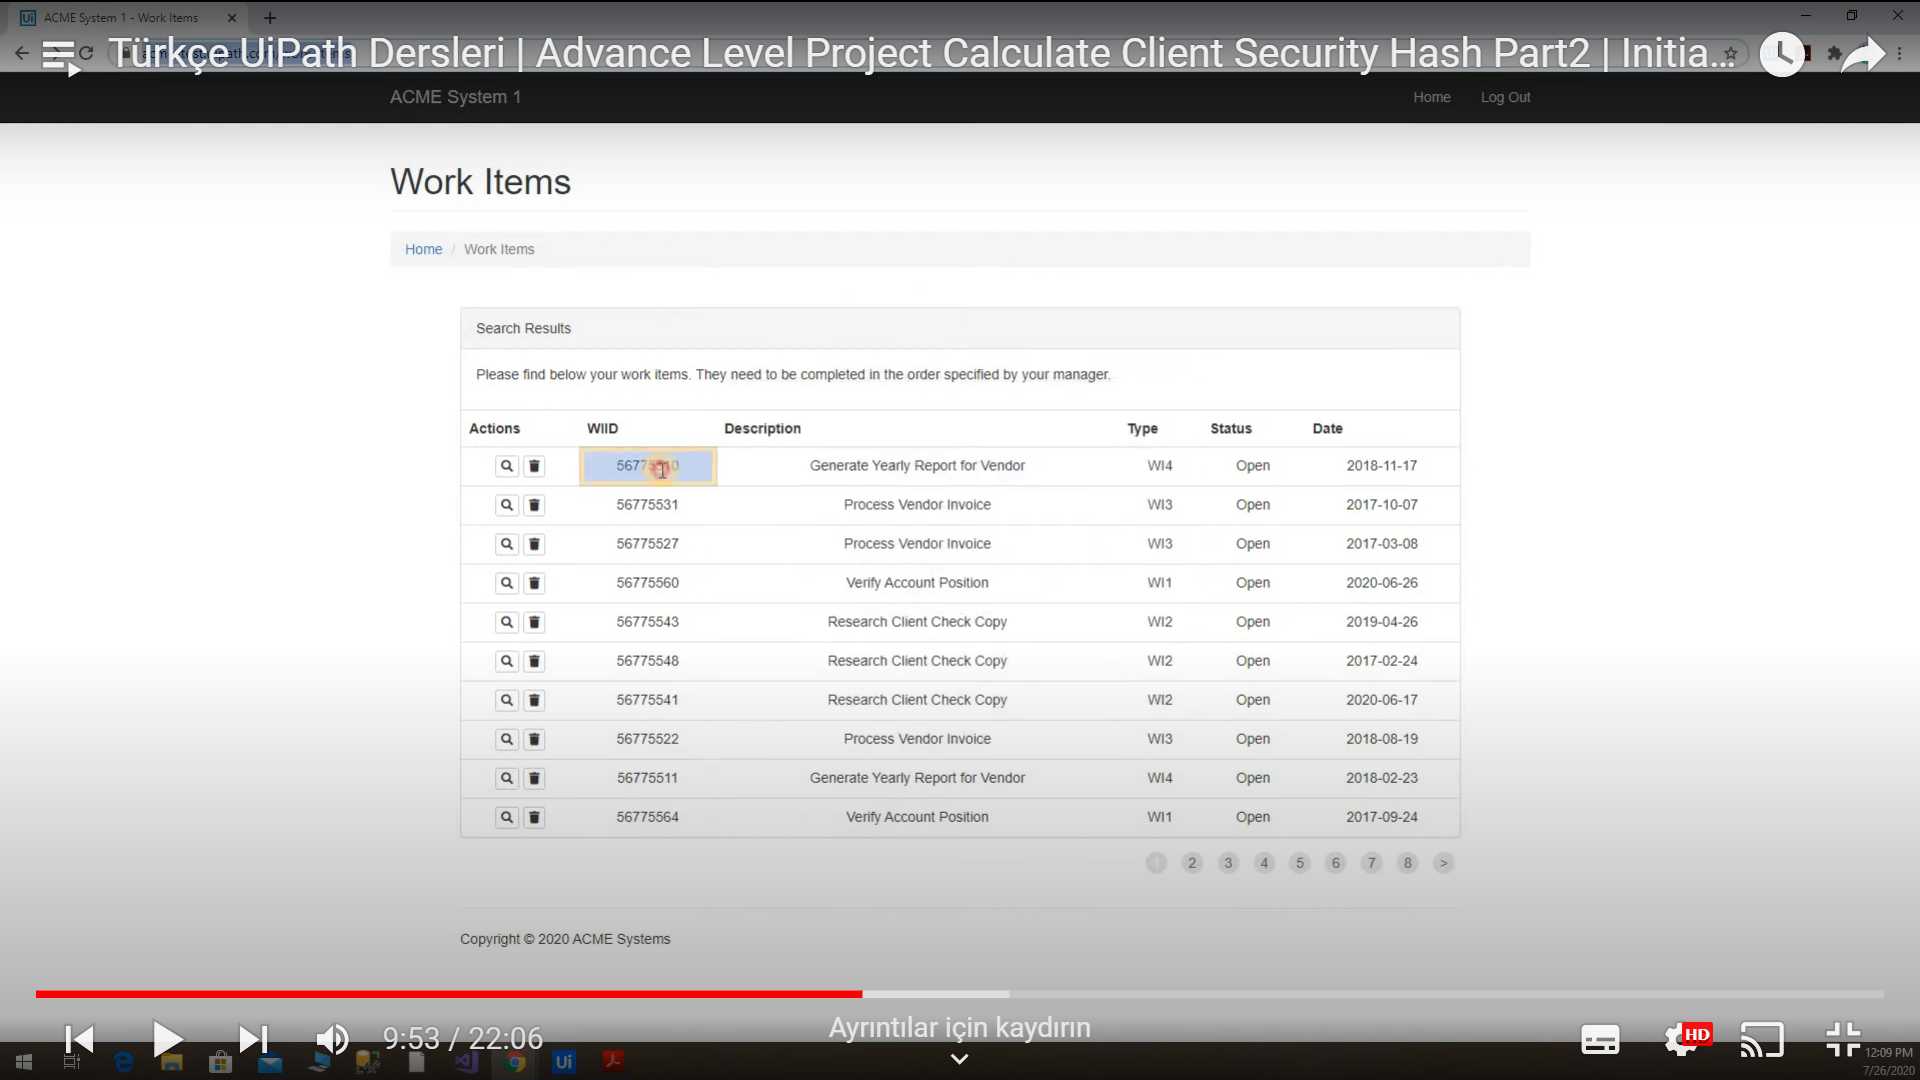 ACME System 1 - Work Items
Türkçe UiPath Dersleri | Advance Level Project Calculate Client Security Hash Part2 | Initia...
ACME System 1
Home
Log Out
Work Items
Home / Work Items
Search Results
Please find below your work items. They need to be completed in the order specified by your manager.
Actions WIID Description Type Status Date
Generate Yearly Report for Vendor WI4 Open 2018-11-17
56775531 Process Vendor Invoice WI3 Open 2017-10-07
56775527 Process Vendor Invoice WI3 Open 2017-03-08
56775560 Verify Account Position WI1 Open 2020-06-26
56775543 Research Client Check Copy WI2 Open 2019-04-26
56775548 Research Client Check Copy WI2 Open 2017-02-24
56775541 Research Client Check Copy WI2 Open 2020-06-17
56775522 Process Vendor Invoice WI3 Open 2018-08-19
56775511 Generate Yearly Report for Vendor WI4 Open 2018-02-23
56775564 Verify Account Position WI1 Open 2017-09-24
1 2 3 4 5 6 7 8 >
Copyright © 2020 ACME Systems
9:53 / 22:06
Ayrıntılar için kaydırın
HD
Ui
12:09 PM
7/26/2020